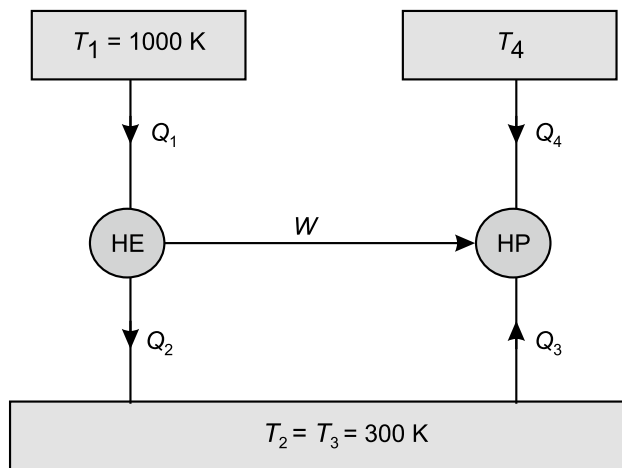 T₁ = 1000 K
T₄
Q₁
Q₄
HE
W
HP
Q₂
Q₃
T₂ = T₃ = 300 K